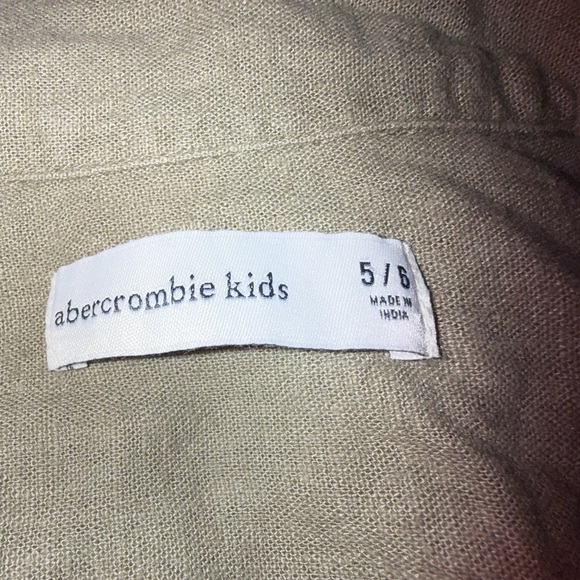 abercrombie kids
5/6
MADE IN
INDIA